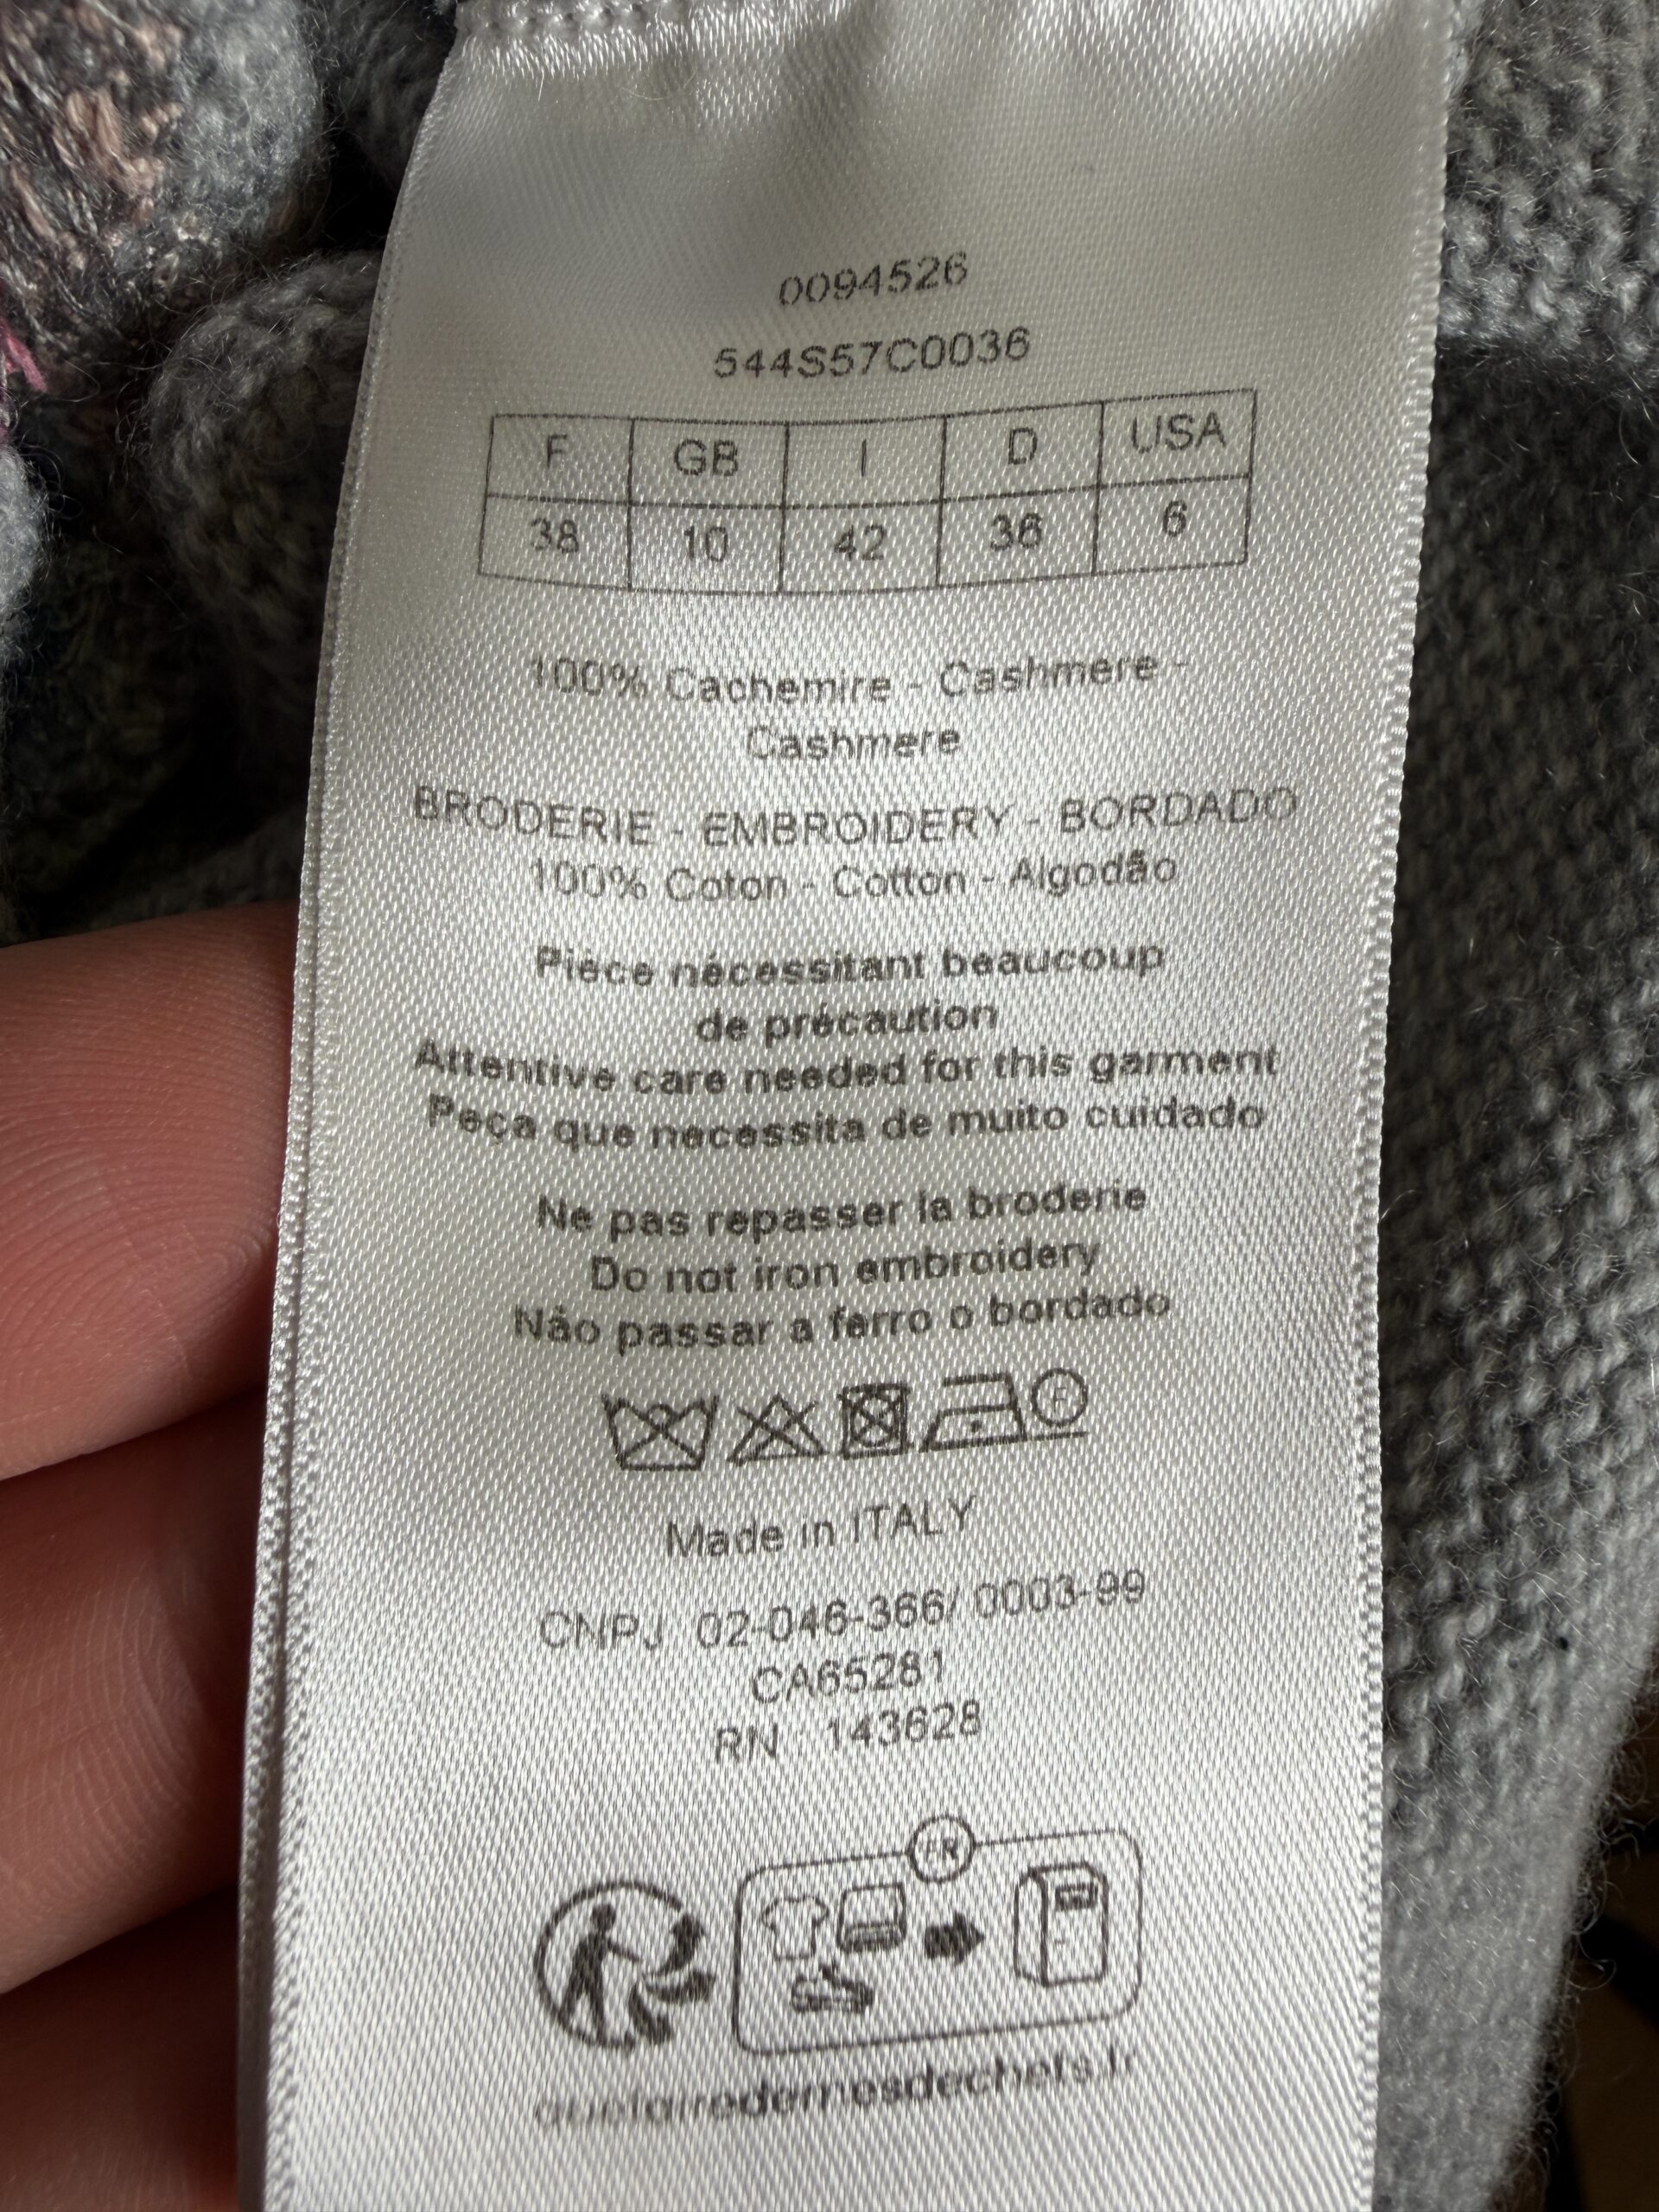 0094526
544S57C0036
F GB I D USA
38 10 42 36 6
100% Cachemire - Cashmere -
Cashmere
BRODERIE - EMBROIDERY - BORDADO
100% Coton - Cotton - Algodão
Pièce nécessitant beaucoup
de précaution
Attentive care needed for this garment
Peça que necessita de muito cuidado
Ne pas repasser la broderie
Do not iron embroidery
Não passar a ferro o bordado
F
Made in ITALY
CNPJ 02-046-366/ 0003-99
CA65281
RN : 143628
FR
quefairedemesdechets.fr